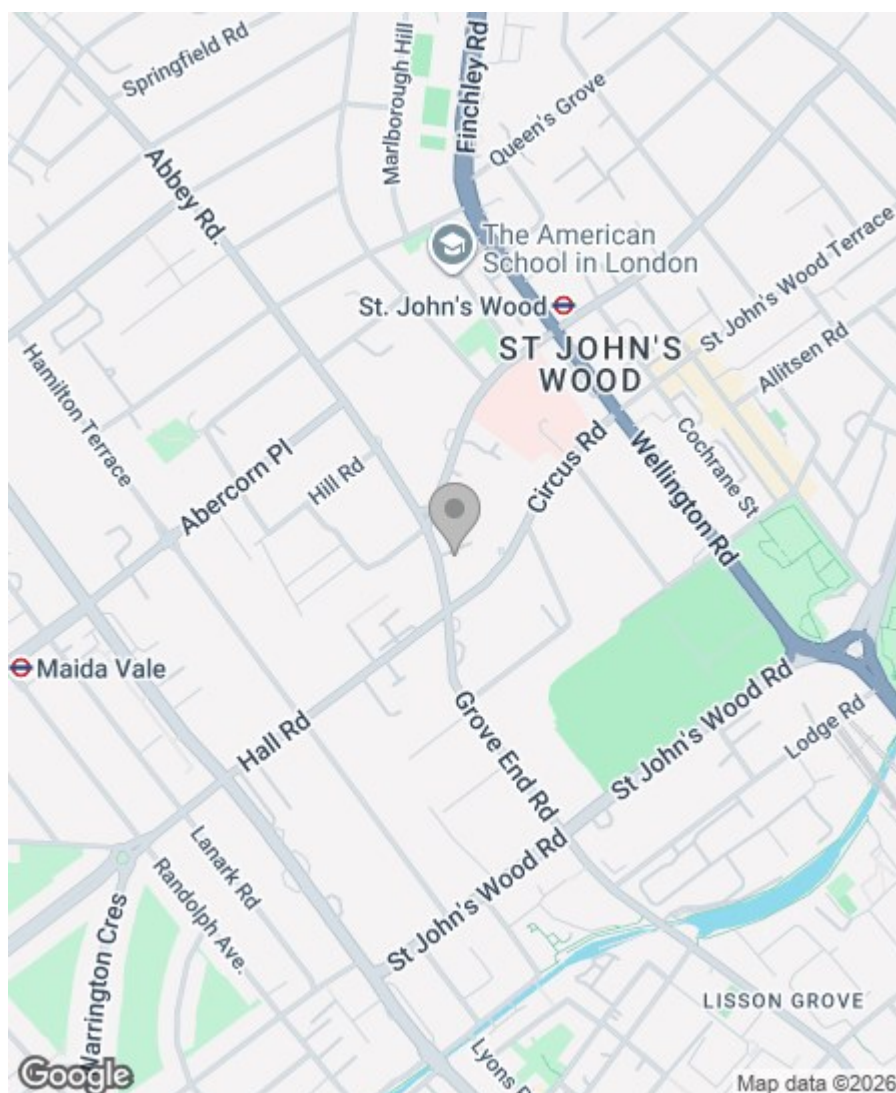 Springfield Rd
Marlborough Hill
Finchley Rd
Queen's Grove
Abbey Rd.
The American
School in London
St John's Wood Terrace
St. John's Wood
ST JOHN'S
WOOD
Allitsen Rd
Hamilton Terrace
Cochrane St
Abercorn Pl
Hill Rd
Circus Rd
Wellington Rd
Maida Vale
Hall Rd
Grove End Rd
St John's Wood Rd
Lodge Rd
Lanark Rd
Randolph Ave.
St John's Wood Rd
Warrington Cres
LISSON GROVE
Lyons
Google
Map data ©2026